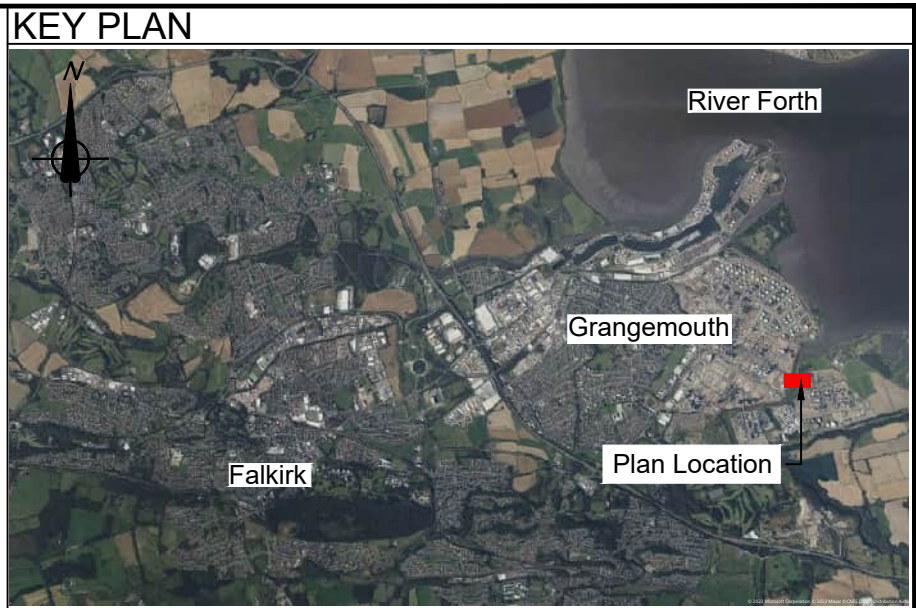 KEY PLAN
N
River Forth
Grangemouth
Plan Location
Falkirk